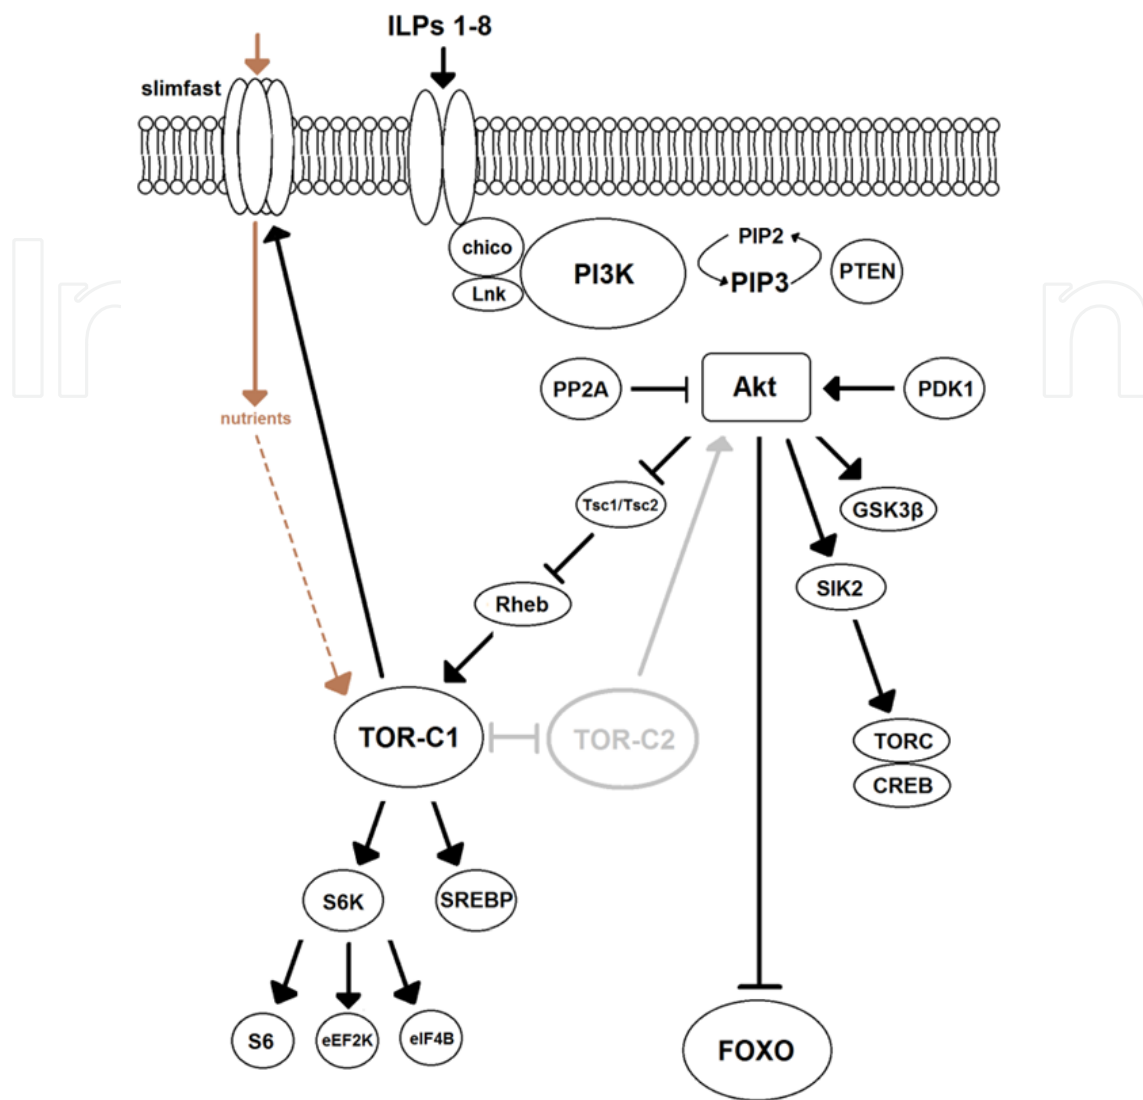 ILPs 1-8
slimfast
chico
Lnk
PI3K
PIP2
PIP3
PTEN
PP2A
Akt
PDK1
nutrients
Tsc1/Tsc2
GSK3β
SIK2
Rheb
TOR-C1
TOR-C2
TORC
CREB
S6K
SREBP
S6
eEF2K
eIF4B
FOXO